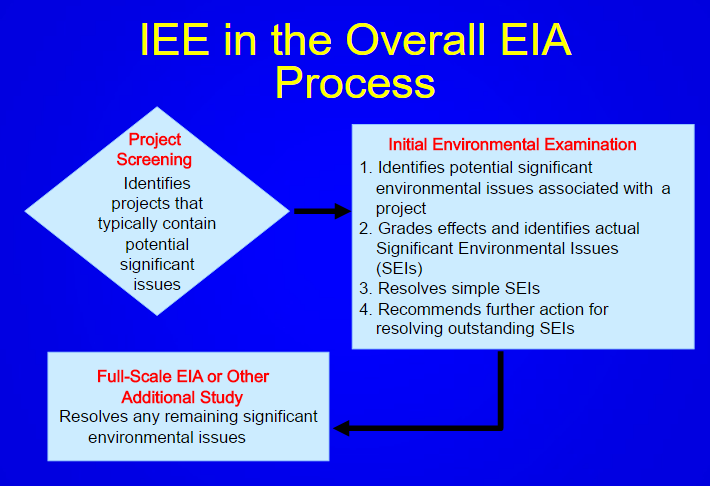 IEE in the Overall EIA
Process
Project
Screening
Identifies
projects that
typically contain
potential
significant
issues
Initial Environmental Examination
1. Identifies potential significant
environmental issues associated with a
project
2. Grades effects and identifies actual
Significant Environmental Issues
(SEIs)
3. Resolves simple SEIs
4. Recommends further action for
resolving outstanding SEIs
Full-Scale EIA or Other
Additional Study
Resolves any remaining significant
environmental issues